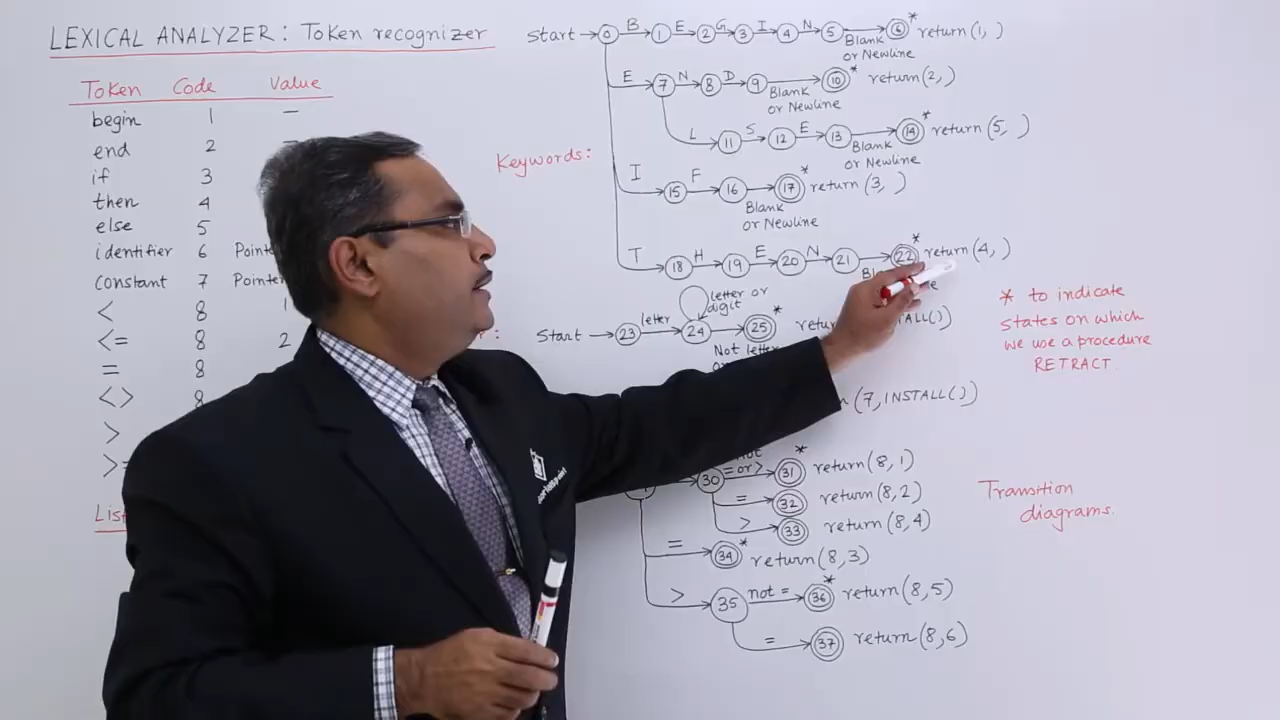 LEXICAL ANALYZER: Token recognizer
Token Code Value
begin 1 –
end 2 –
if 3
then 4
else 5
identifier 6 Pointe
constant 7 Pointe
< 8 1
<= 8 2
= 8
<> 8
>
>=
Keywords:
Start 0 B 1 E 2 G 3 I 4 N 5 Blank or Newline 6 * return(1, )
E 7 N 8 D 9 Blank or Newline 10 * return(2, )
L 11 S 12 E 13 Blank or Newline 14 * return(5, )
I 15 F 16 Blank or Newline 17 * return(3, )
T 18 H 19 E 20 N 21 22 * return(4, )
Start 23 letter 24 letter or digit Not letter 25 *
(7, INSTALL())
30 = or > 31 * return(8,1)
= 32 return(8,2)
> 33 return(8,4)
= 34 * return(8,3)
> 35 not = 36 * return(8,5)
= 37 return(8,6)
* to indicate
states on which
we use a procedure
RETRACT.
Transition
diagrams.